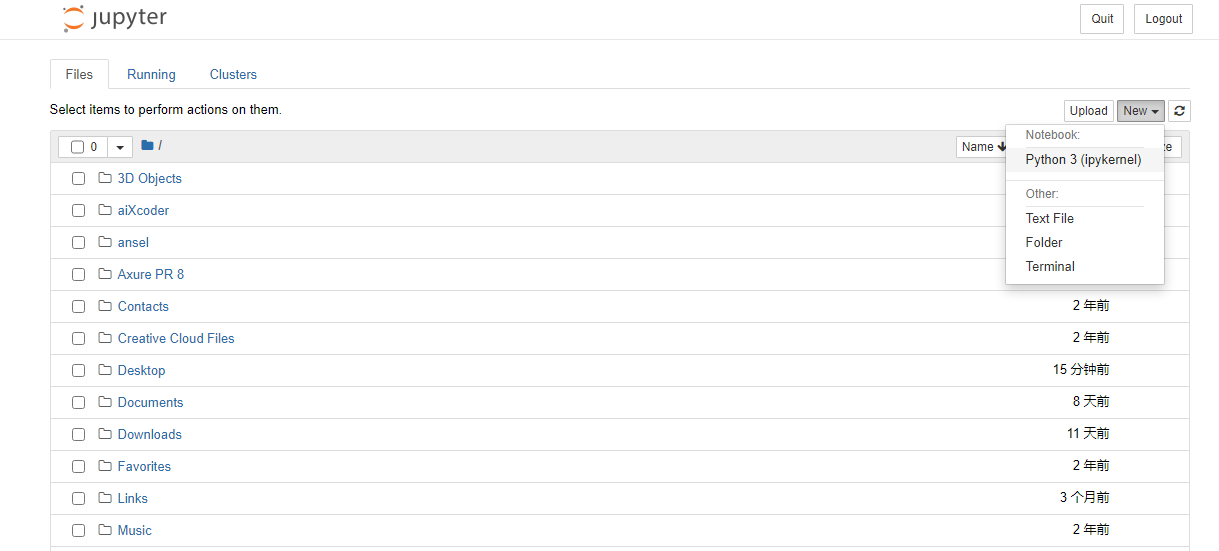 jupyter
Quit
Logout
Files
Running
Clusters
Select items to perform actions on them.
Upload
New
0
/
Name
Notebook:
Python 3 (ipykernel)
Other:
Text File
Folder
Terminal
3D Objects
aiXcoder
ansel
Axure PR 8
Contacts 2 年前
Creative Cloud Files 2 年前
Desktop 15 分钟前
Documents 8 天前
Downloads 11 天前
Favorites 2 年前
Links 3 个月前
Music 2 年前